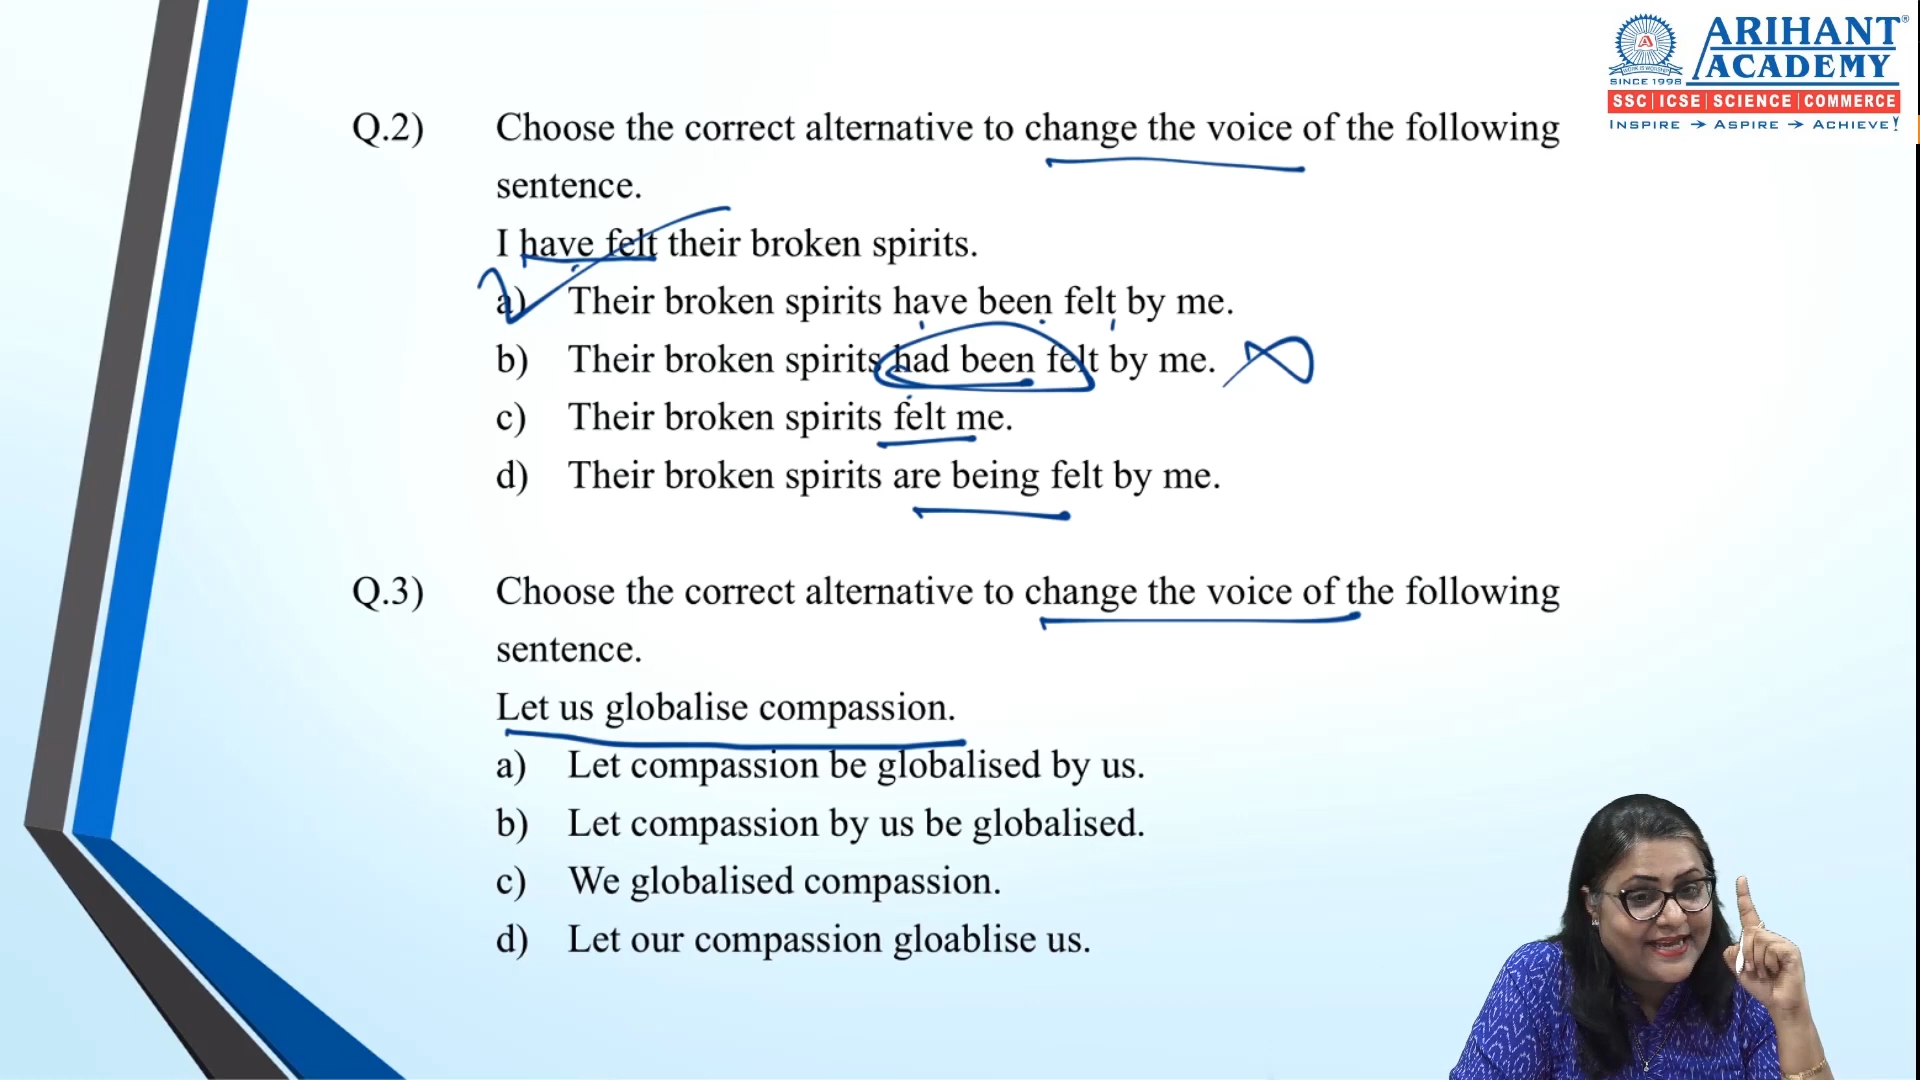 ARIHANT
ACADEMY
SINCE 1998
SSC | ICSE | SCIENCE | COMMERCE
INSPIRE → ASPIRE → ACHIEVE!
Q.2) Choose the correct alternative to change the voice of the following
sentence.
I have felt their broken spirits.
a) Their broken spirits have been felt by me.
b) Their broken spirits had been felt by me.
c) Their broken spirits felt me.
d) Their broken spirits are being felt by me.
Q.3) Choose the correct alternative to change the voice of the following
sentence.
Let us globalise compassion.
a) Let compassion be globalised by us.
b) Let compassion by us be globalised.
c) We globalised compassion.
d) Let our compassion gloablise us.